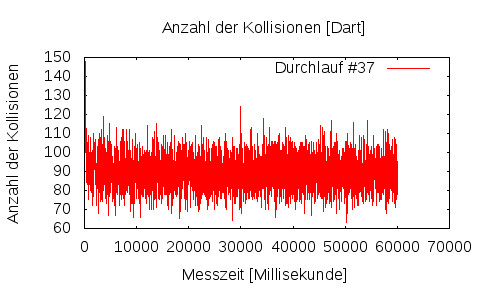 Anzahl der Kollisionen [Dart]
Durchlauf #37
Anzahl der Kollisionen
150
140
130
120
110
100
90
80
70
60
0 10000 20000 30000 40000 50000 60000 70000
Messzeit [Millisekunde]